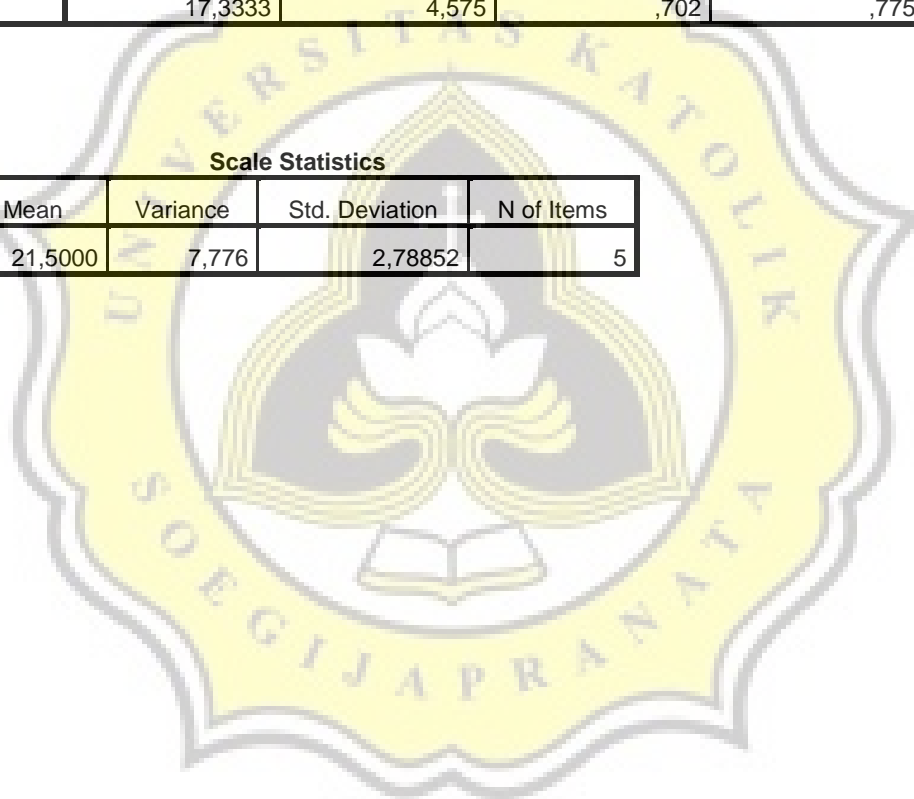 17,3333 4,575 ,702 ,775
Scale Statistics
Mean Variance Std. Deviation N of Items
21,5000 7,776 2,78852 5
UNIVERSITAS KATOLIK
SOEGIJAPRANATA